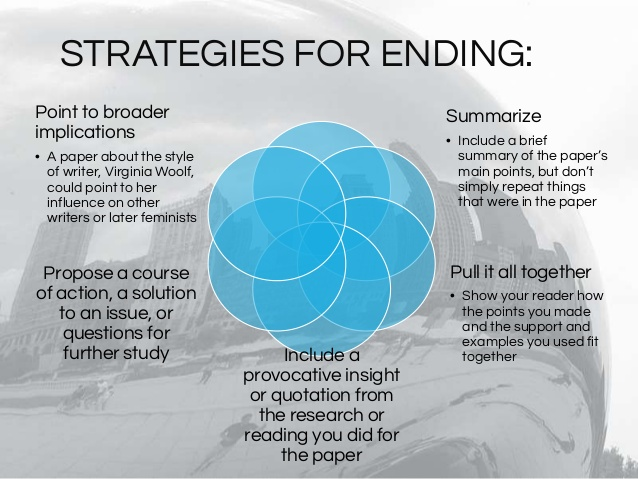 STRATEGIES FOR ENDING:
Point to broader
implications
• A paper about the style
of writer, Virginia Woolf,
could point to her
influence on other
writers or later feminists
Summarize
• Include a brief
summary of the paper's
main points, but don't
simply repeat things
that were in the paper
Propose a course
of action, a solution
to an issue, or
questions for
further study
Pull it all together
• Show your reader how
the points you made
and the support and
examples you used fit
together
Include a
provocative insight
or quotation from
the research or
reading you did for
the paper